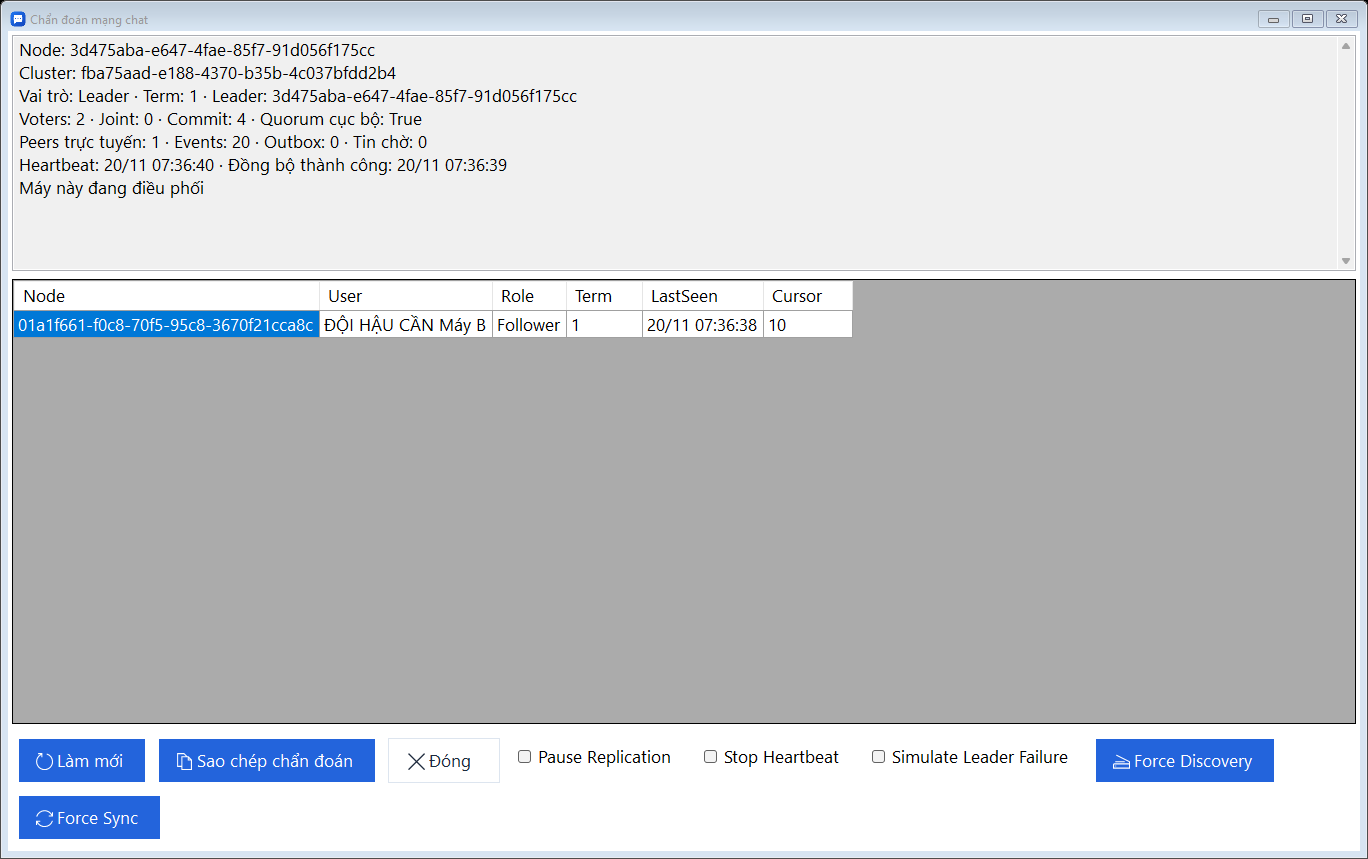 Chẩn đoán mạng chat
Node: 3d475aba-e647-4fae-85f7-91d056f175cc
Cluster: fba75aad-e188-4370-b35b-4c037bfdd2b4
Vai trò: Leader · Term: 1 · Leader: 3d475aba-e647-4fae-85f7-91d056f175cc
Voters: 2 · Joint: 0 · Commit: 4 · Quorum cục bộ: True
Peers trực tuyến: 1 · Events: 20 · Outbox: 0 · Tin chờ: 0
Heartbeat: 20/11 07:36:40 · Đồng bộ thành công: 20/11 07:36:39
Máy này đang điều phối
Node User Role Term LastSeen Cursor
01a1f661-f0c8-70f5-95c8-3670f21cca8c ĐỘI HẬU CẦN Máy B Follower 1 20/11 07:36:38 10
Làm mới Sao chép chẩn đoán Đóng Pause Replication Stop Heartbeat Simulate Leader Failure Force Discovery
Force Sync